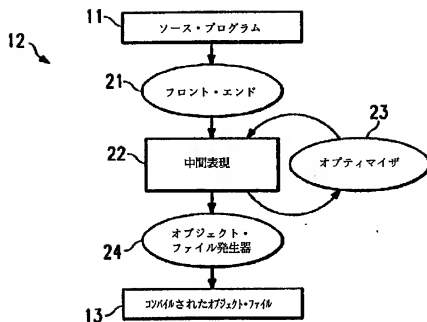 11
ソース・プログラム
12
21
フロント・エンド
23
22
中間表現
オプティマイザ
24
オブジェクト・
ファイル発生器
13
コンパイルされたオブジェクト・ファイル